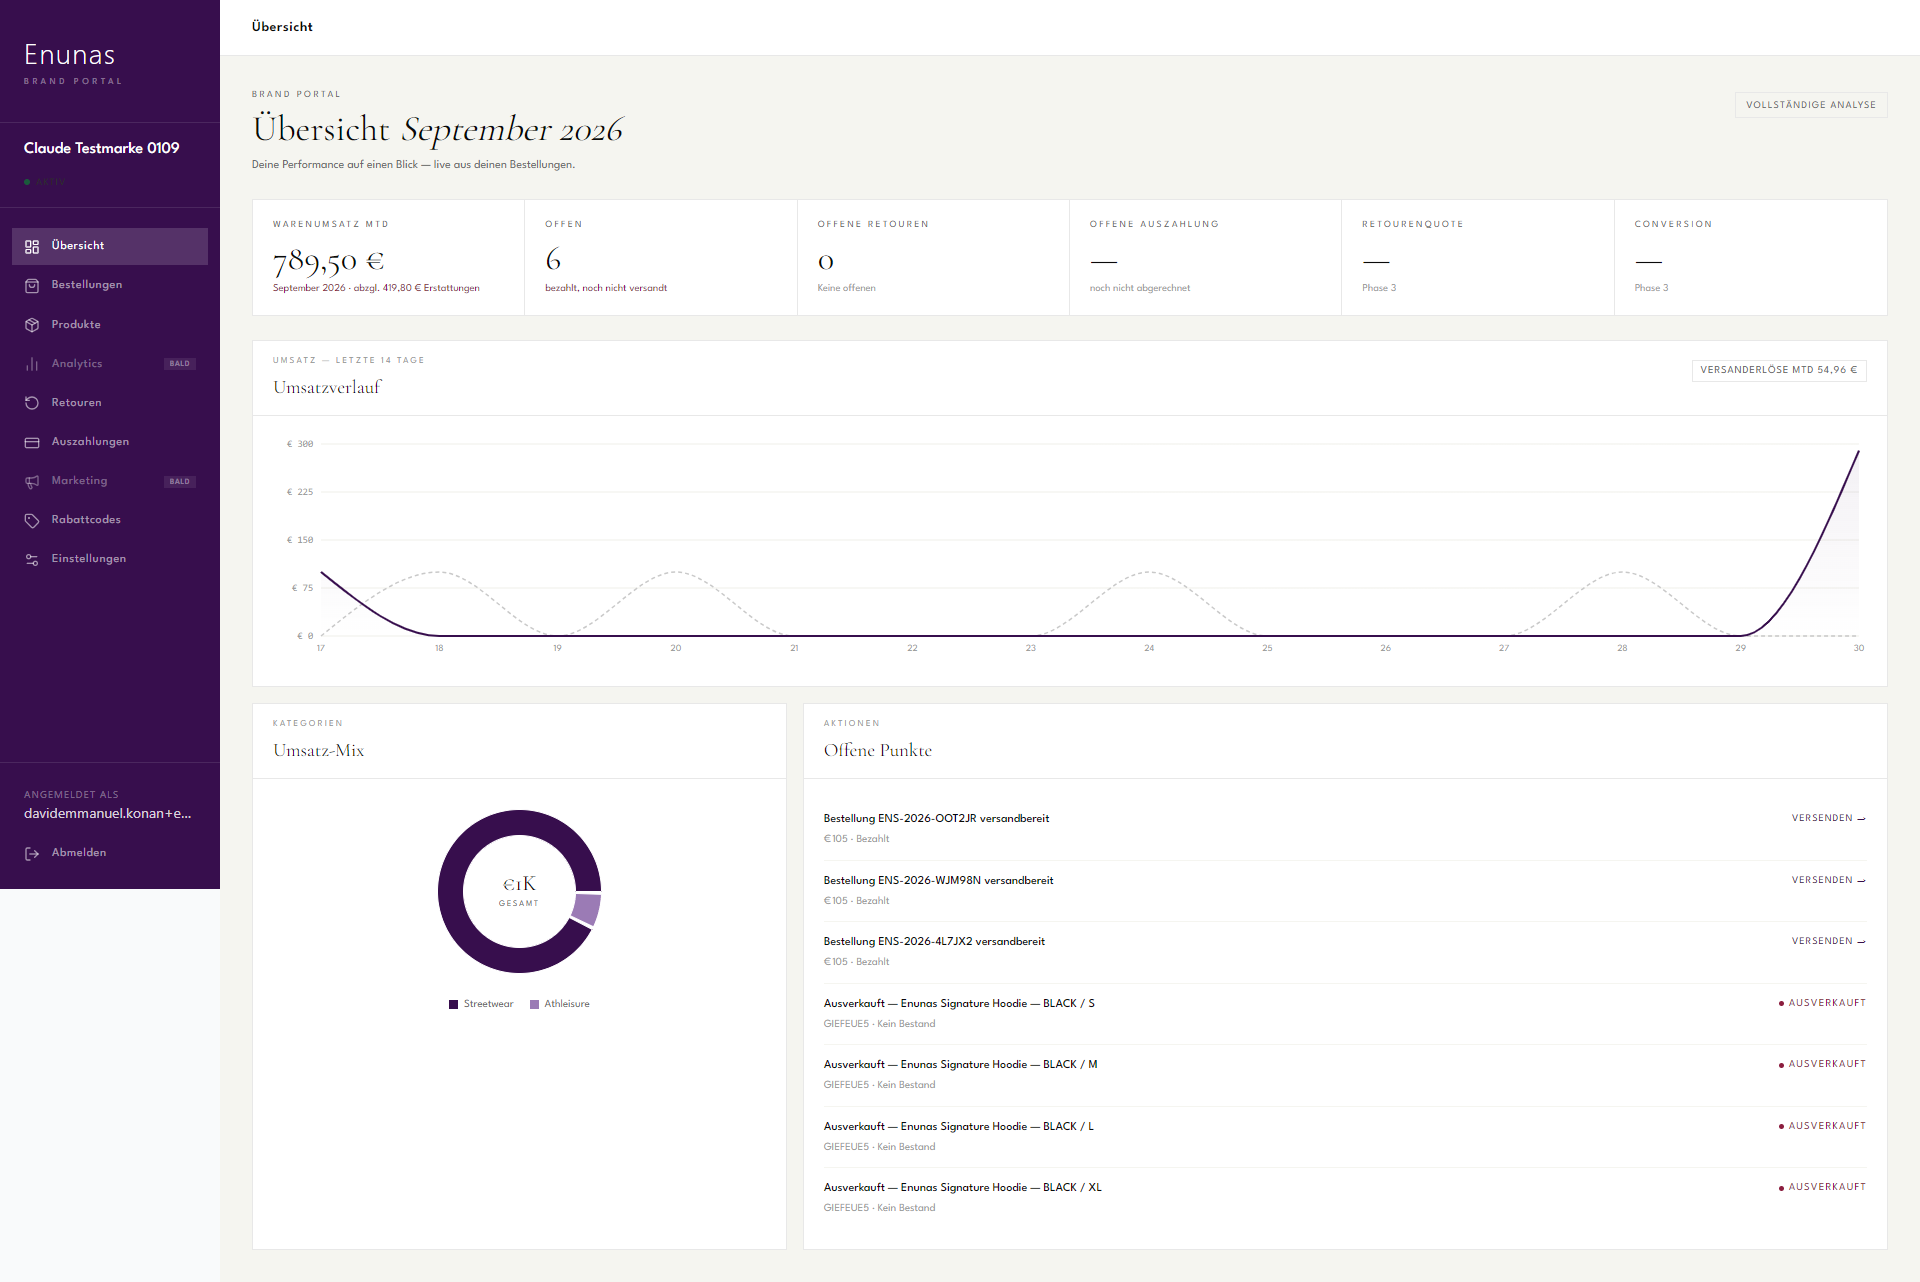 Enunas
BRAND PORTAL
Claude Testmarke 0109
AKTIV
Übersicht
Bestellungen
Produkte
Analytics BALD
Retouren
Auszahlungen
Marketing BALD
Rabattcodes
Einstellungen
ANGEMELDET ALS
davidemmanuel.konan+e...
Abmelden
Übersicht
BRAND PORTAL
Übersicht September 2026
Deine Performance auf einen Blick — live aus deinen Bestellungen.
VOLLSTÄNDIGE ANALYSE
WARENUMSATZ MTD
789,50 €
September 2026 · abzgl. 419,80 € Erstattungen
OFFEN
6
bezahlt, noch nicht versandt
OFFENE RETOUREN
0
Keine offenen
OFFENE AUSZAHLUNG
—
noch nicht abgerechnet
RETOURENQUOTE
—
Phase 3
CONVERSION
—
Phase 3
UMSATZ — LETZTE 14 TAGE
Umsatzverlauf
VERSANDERLÖSE MTD 54,96 €
€ 300
€ 225
€ 150
€ 75
€ 0
17 18 19 20 21 22 23 24 25 26 27 28 29 30
KATEGORIEN
Umsatz-Mix
€1K
GESAMT
Streetwear Athleisure
AKTIONEN
Offene Punkte
Bestellung ENS-2026-OOT2JR versandbereit VERSENDEN →
€105 · Bezahlt
Bestellung ENS-2026-WJM98N versandbereit VERSENDEN →
€105 · Bezahlt
Bestellung ENS-2026-4L7JX2 versandbereit VERSENDEN →
€105 · Bezahlt
Ausverkauft — Enunas Signature Hoodie — BLACK / S AUSVERKAUFT
GIEFEUE5 · Kein Bestand
Ausverkauft — Enunas Signature Hoodie — BLACK / M AUSVERKAUFT
GIEFEUE5 · Kein Bestand
Ausverkauft — Enunas Signature Hoodie — BLACK / L AUSVERKAUFT
GIEFEUE5 · Kein Bestand
Ausverkauft — Enunas Signature Hoodie — BLACK / XL AUSVERKAUFT
GIEFEUE5 · Kein Bestand